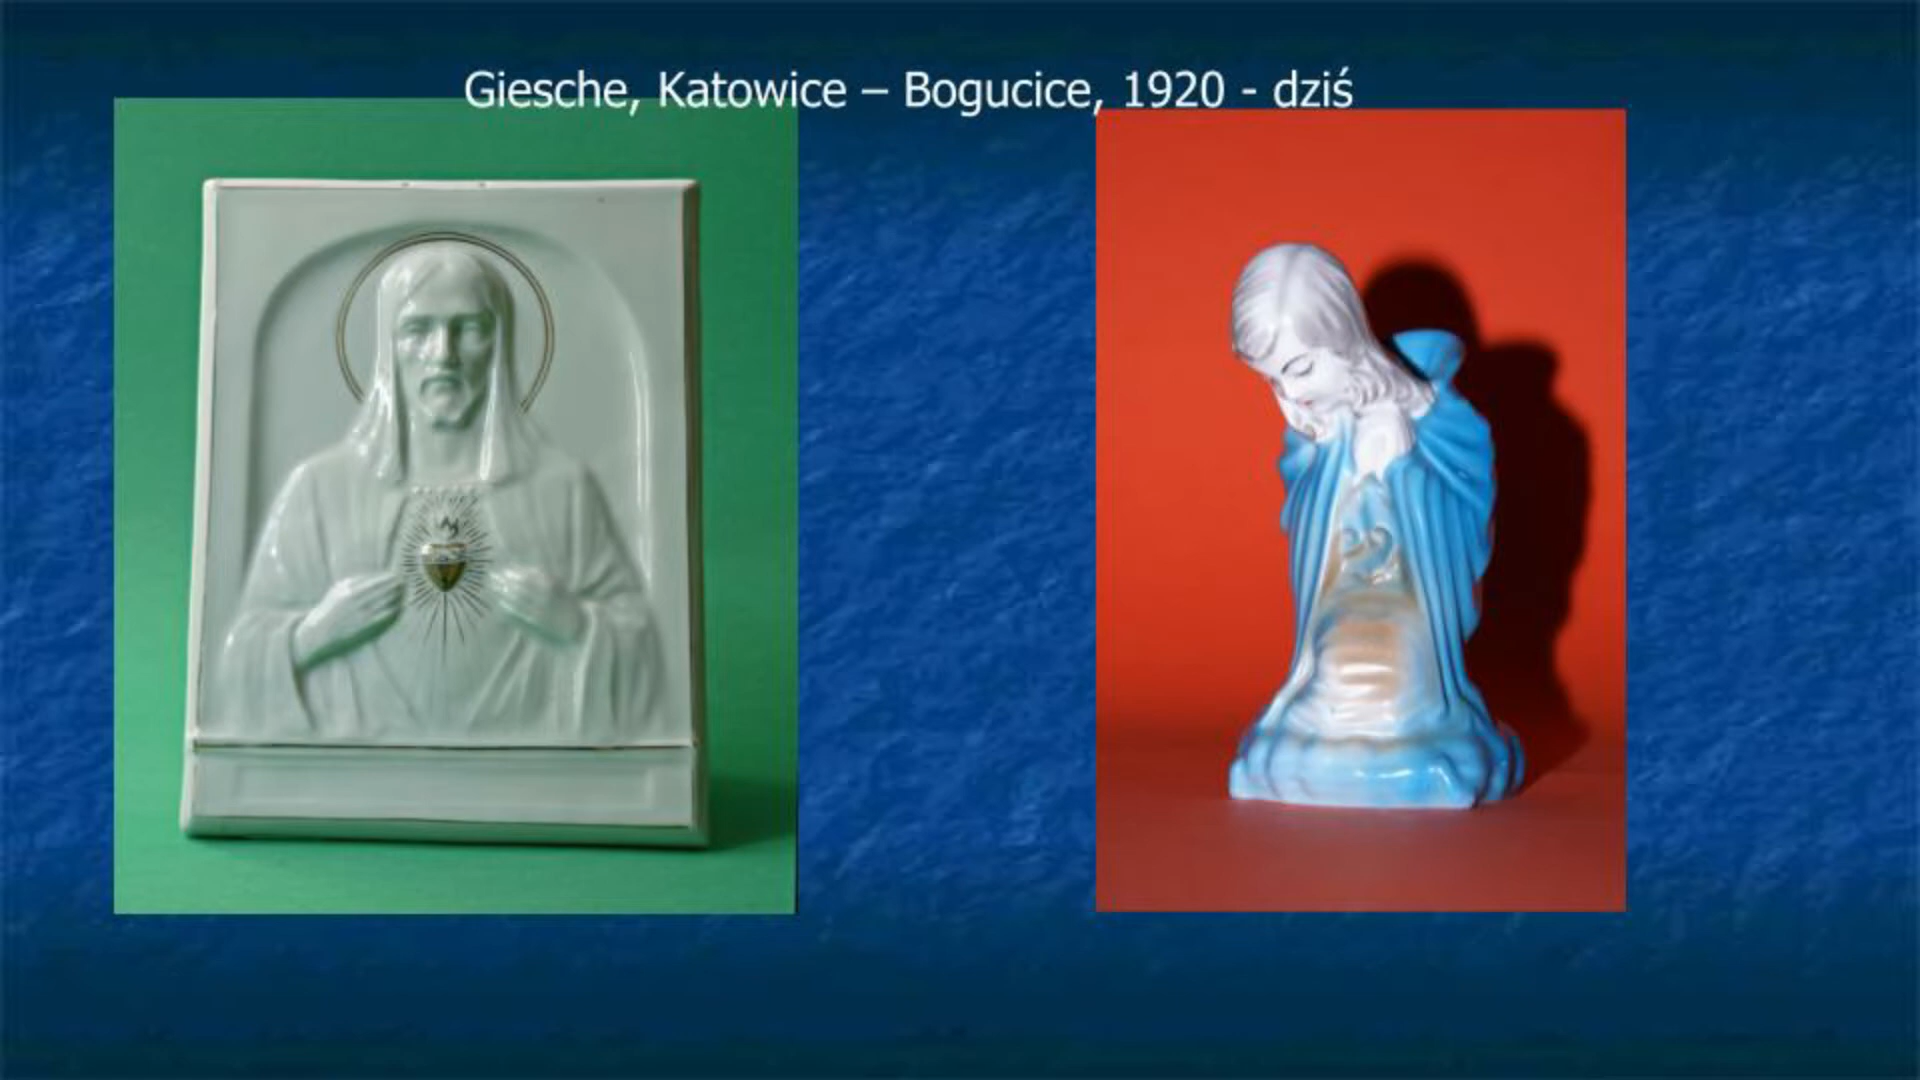 Giesche, Katowice – Bogucice, 1920 - dziś